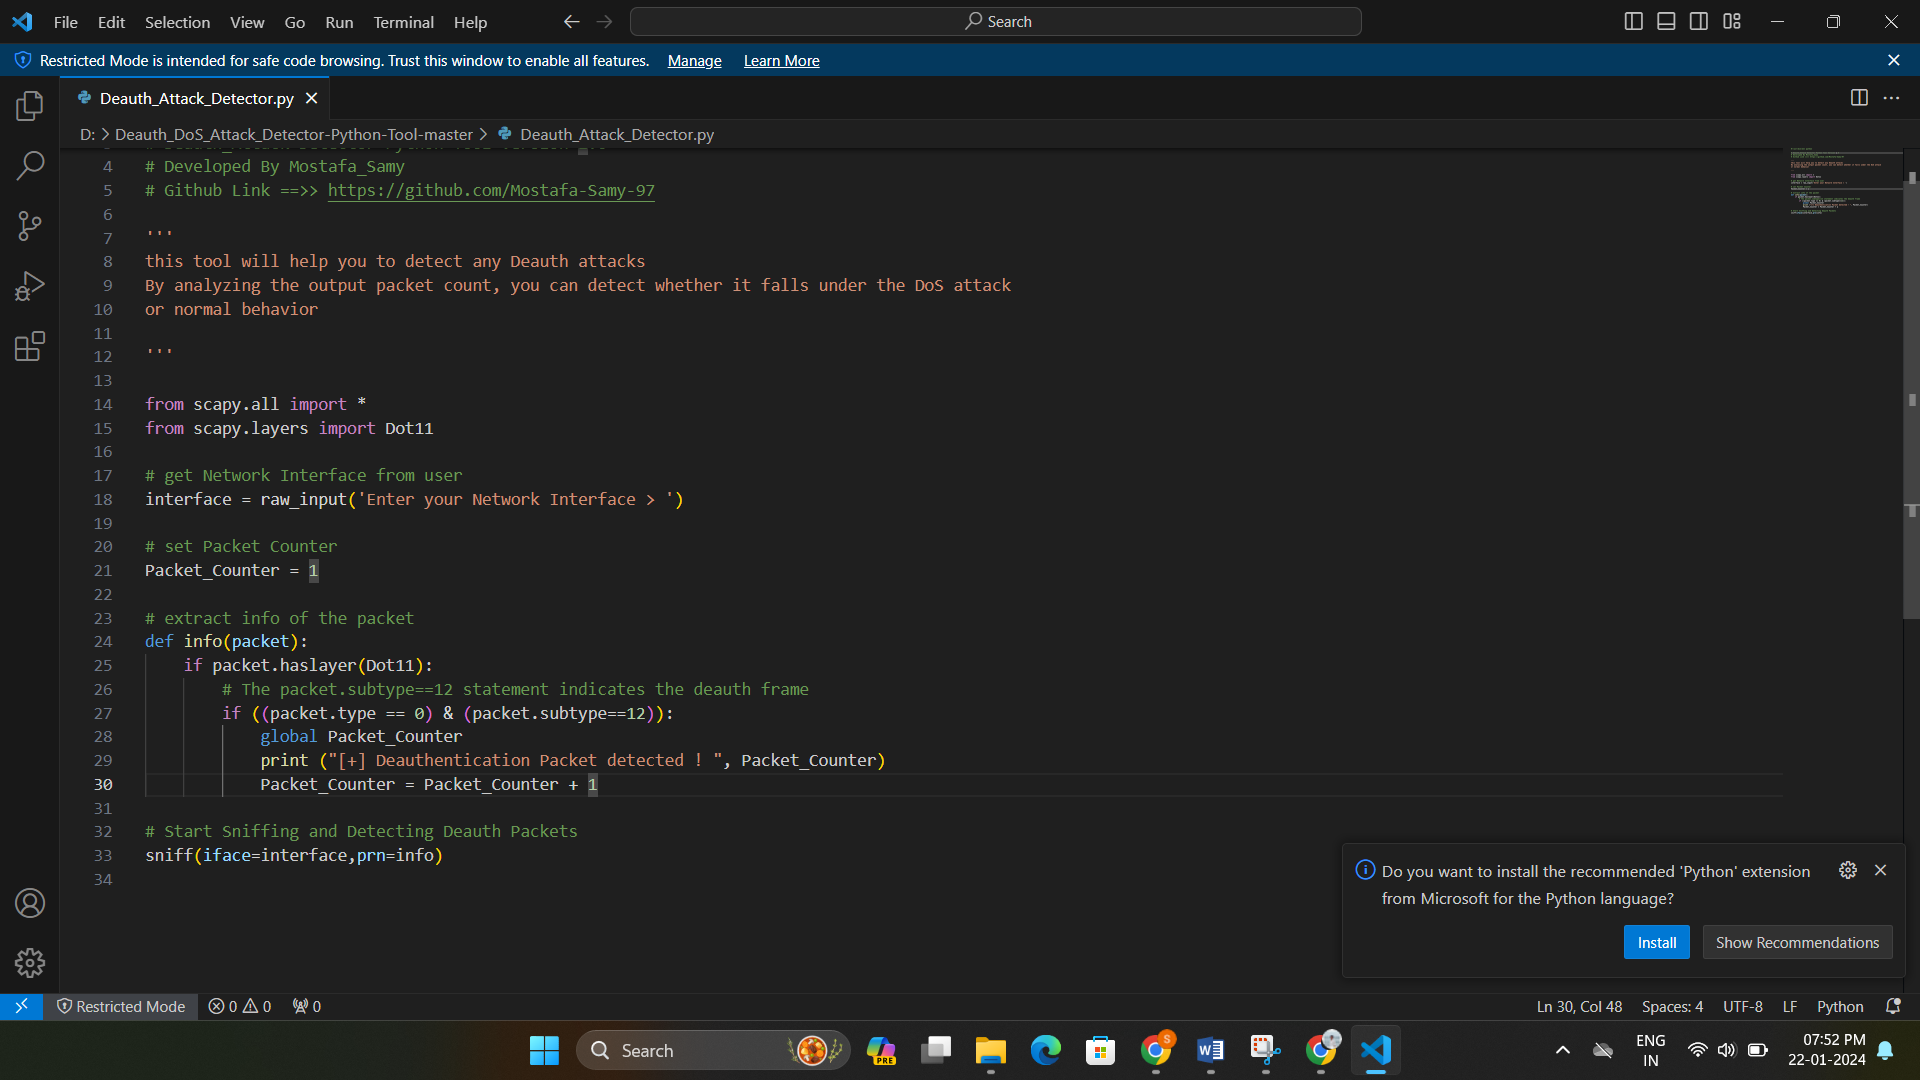 File Edit Selection View Go Run Terminal Help
Search
Restricted Mode is intended for safe code browsing. Trust this window to enable all features. Manage Learn More
Deauth_Attack_Detector.py
D: > Deauth_DoS_Attack_Detector-Python-Tool-master > Deauth_Attack_Detector.py
4 # Developed By Mostafa_Samy
5 # Github Link ==>> https://github.com/Mostafa-Samy-97
6
7 '''
8 this tool will help you to detect any Deauth attacks
9 By analyzing the output packet count, you can detect whether it falls under the DoS attack
10 or normal behavior
11
12 '''
13
14 from scapy.all import *
15 from scapy.layers import Dot11
16
17 # get Network Interface from user
18 interface = raw_input('Enter your Network Interface > ')
19
20 # set Packet Counter
21 Packet_Counter = 1
22
23 # extract info of the packet
24 def info(packet):
25 if packet.haslayer(Dot11):
26 # The packet.subtype==12 statement indicates the deauth frame
27 if ((packet.type == 0) & (packet.subtype==12)):
28 global Packet_Counter
29 print ("[+] Deauthentication Packet detected ! ", Packet_Counter)
30 Packet_Counter = Packet_Counter + 1
31
32 # Start Sniffing and Detecting Deauth Packets
33 sniff(iface=interface,prn=info)
34
Do you want to install the recommended 'Python' extension
from Microsoft for the Python language?
Install Show Recommendations
Restricted Mode 0 0 0 Ln 30, Col 48 Spaces: 4 UTF-8 LF Python
Search PRE S ENG IN 07:52 PM
22-01-2024